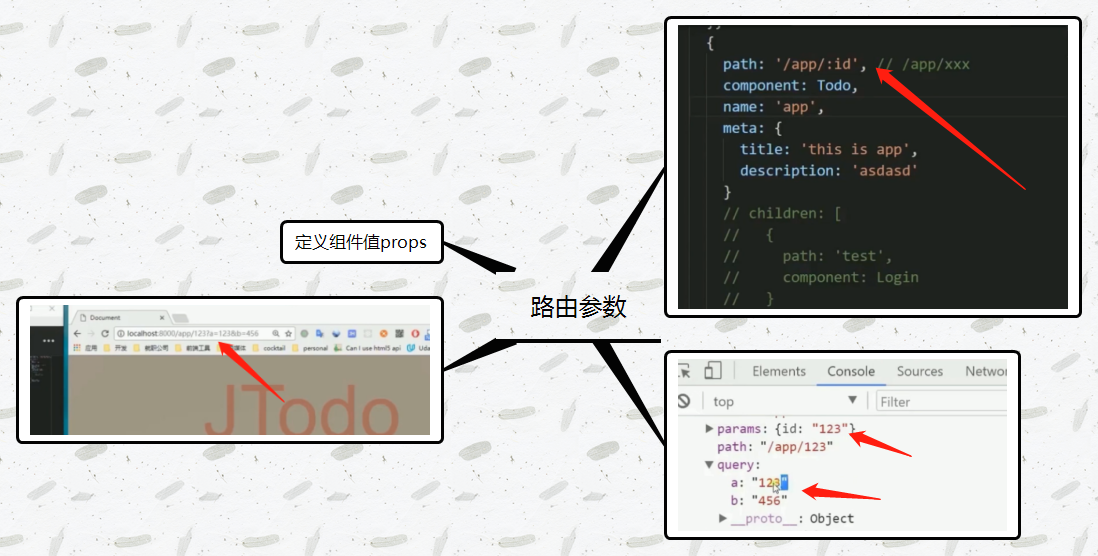 定义组件值props
路由参数
Document
localhost:8000/app/123?a=123&b=456
应用 开发 教职公司 前端工具 cocktail personal Can I use html5 api Uda
JTodo
{
path: '/app/:id', // /app/xxx
component: Todo,
name: 'app',
meta: {
title: 'this is app',
description: 'asdasd'
}
// children: [
// {
// path: 'test',
// component: Login
// }
Elements Console Sources Networ
top Filter
params: {id: "123"}
path: "/app/123"
query:
a: "123"
b: "456"
__proto__: Object